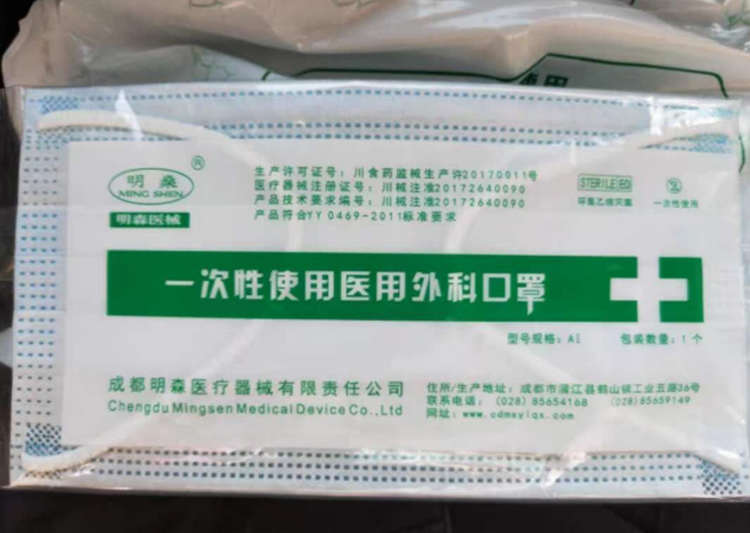 使用
明森®
MING SHEN
明森医械
生产许可证号：川食药监械生产许20170011号
医疗器械注册证号：川械注准20172640090
产品技术要求编号：川械注准20172640090
产品符合YY 0469-2011标准要求
STERILE EO
环氧乙烷灭菌
2
一次性使用
一次性使用医用外科口罩
型号规格：A1 包装数量：1个
成都明森医疗器械有限责任公司
Chengdu Mingsen Medical Device Co.,Ltd
住所/生产地址：成都市蒲江县鹤山镇工业五路36号
联系电话：(028) 85654168 (028) 85659149
网址：www.cdmsylqx.com